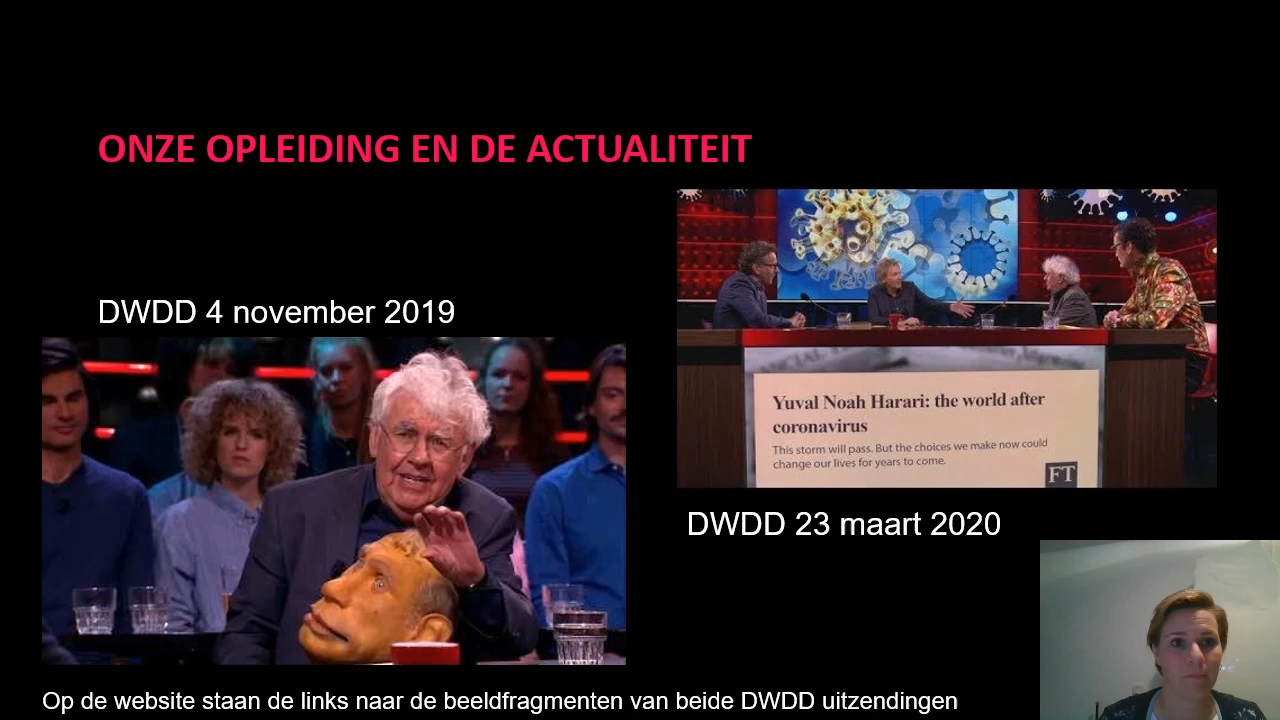 ONZE OPLEIDING EN DE ACTUALITEIT
DWDD 4 november 2019
Yuval Noah Harari: the world after
coronavirus
This storm will pass. But the choices we make now could
change our lives for years to come.
FT
DWDD 23 maart 2020
Op de website staan de links naar de beeldfragmenten van beide DWDD uitzendingen